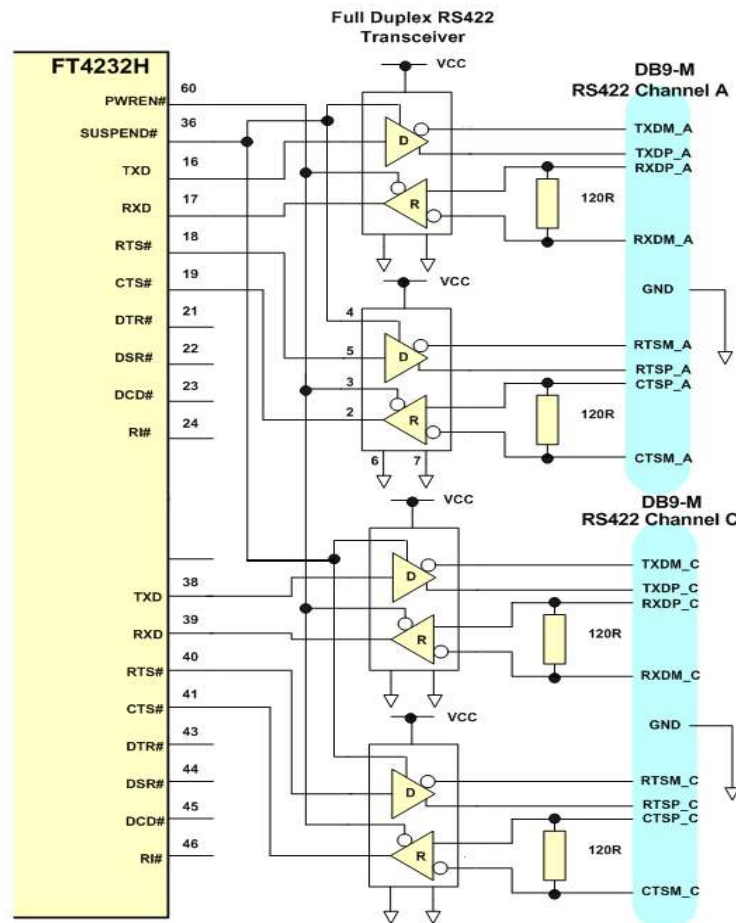 Full Duplex RS422
Transceiver
FT4232H
VCC
DB9-M
RS422 Channel A
60
PWREN#
36
SUSPEND#
D
TXDM_A
TXDP_A
16
TXD
RXDP_A
17
RXD
R
120R
18
RTS#
RXDM_A
19
CTS#
VCC
GND
21
DTR#
4
22
DSR#
5
D
RTSM_A
RTSP_A
23
DCD#
3
CTSP_A
24
RI#
2
R
120R
6
7
CTSM_A
VCC
DB9-M
RS422 Channel C
D
TXDM_C
TXDP_C
38
TXD
RXDP_C
39
RXD
R
120R
40
RTS#
RXDM_C
41
CTS#
VCC
GND
43
DTR#
44
DSR#
D
RTSM_C
RTSP_C
45
DCD#
CTSP_C
46
RI#
R
120R
CTSM_C